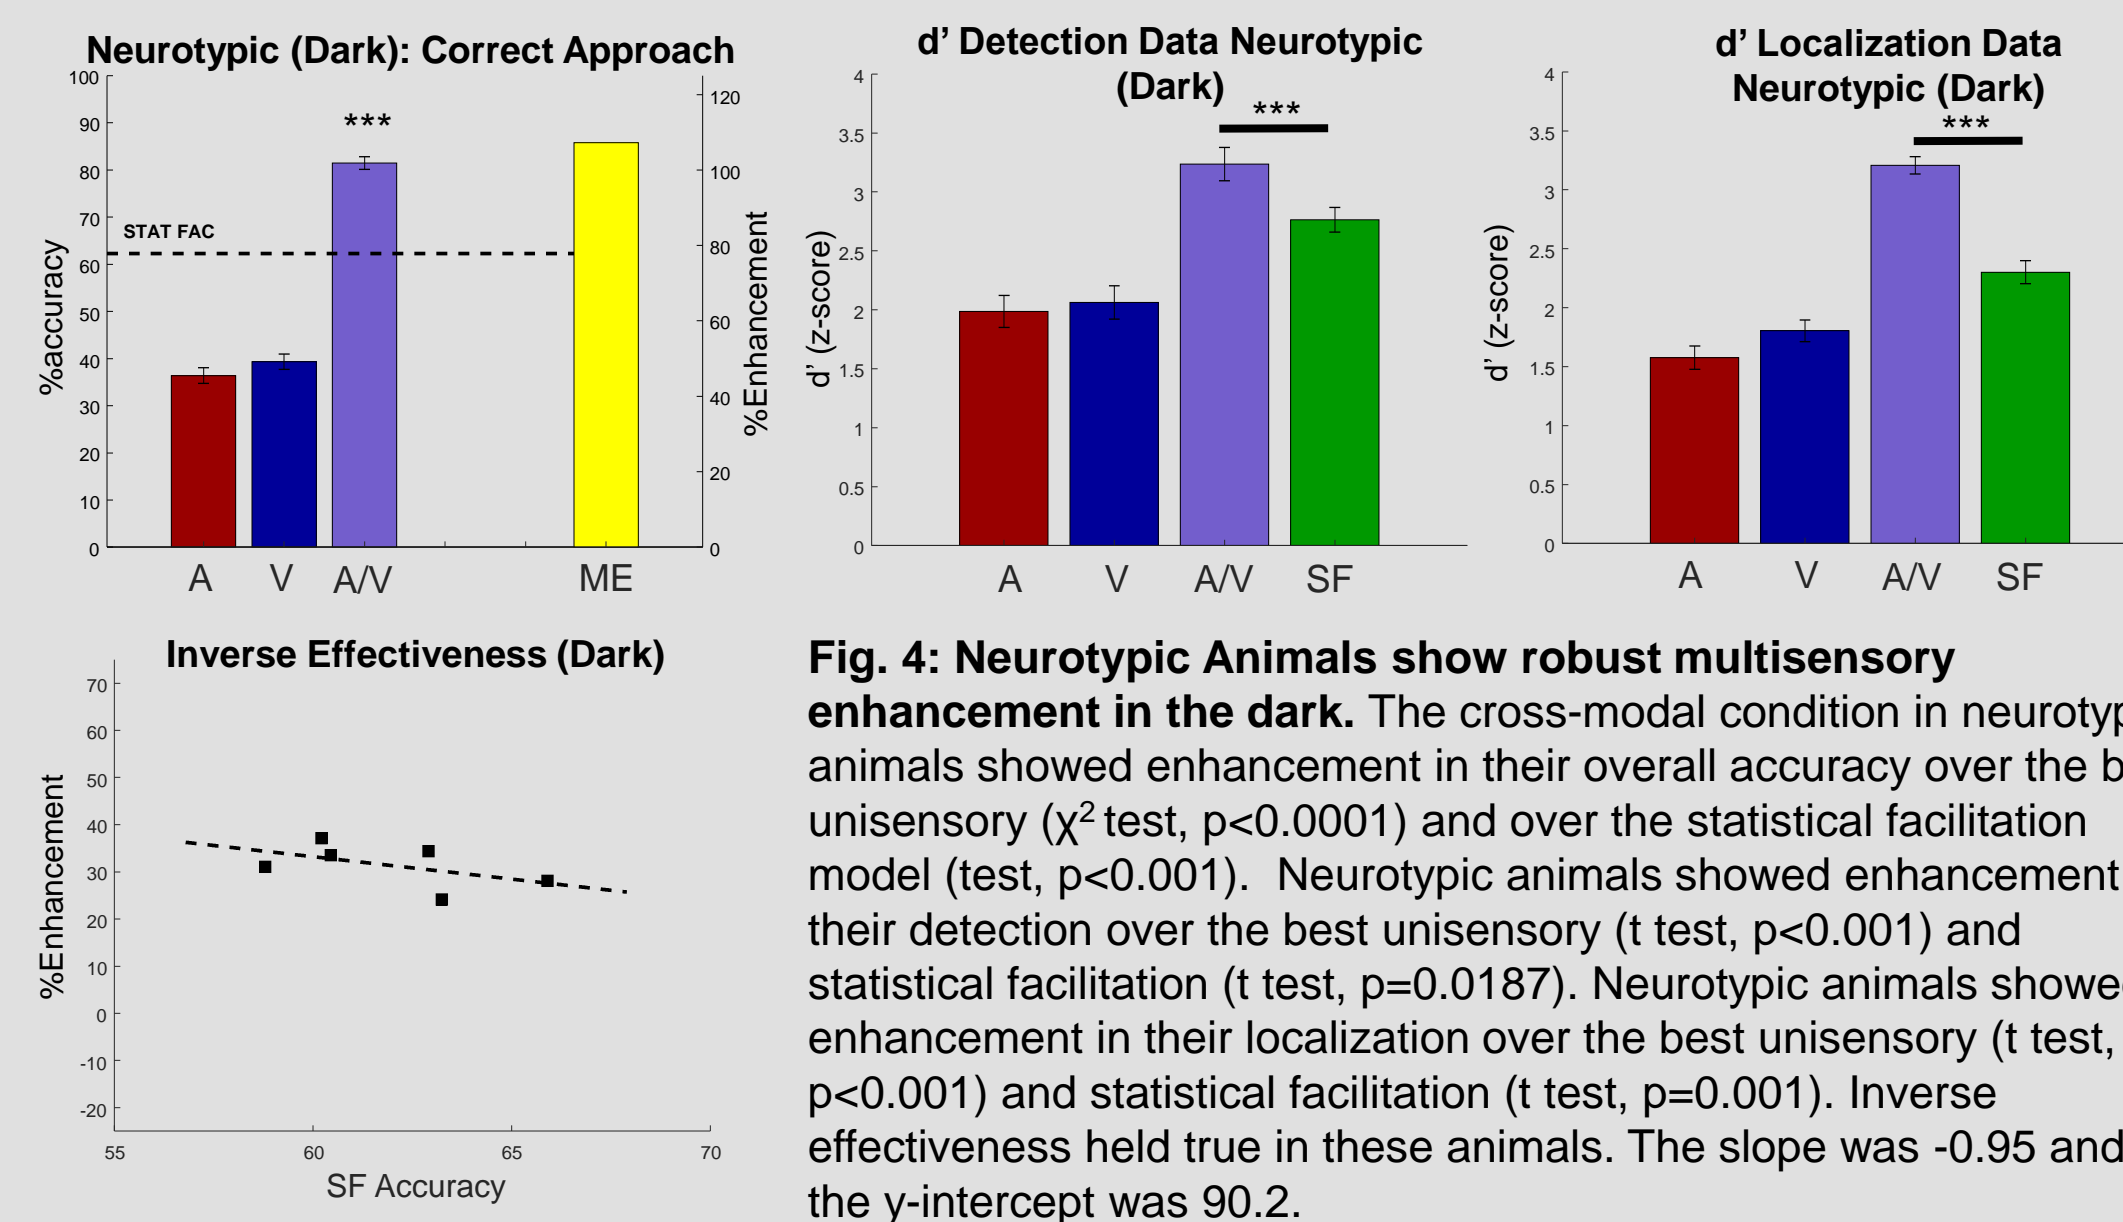 Neurotypic (Dark): Correct Approach
100
90
80
70
60
50
40
30
20
10
0
%accuracy
STAT FAC
***
120
100
80
60
40
20
0
%Enhancement
A V A/V ME
d’ Detection Data Neurotypic
(Dark)
***
4
3.5
3
2.5
2
1.5
1
0.5
0
d’ (z-score)
A V A/V SF
d’ Localization Data
Neurotypic (Dark)
***
4
3.5
3
2.5
2
1.5
1
0.5
0
d’ (z-score)
A V A/V SF
Inverse Effectiveness (Dark)
70
60
50
40
30
20
10
0
-10
-20
%Enhancement
55 60 65 70
SF Accuracy
Fig. 4: Neurotypic Animals show robust multisensory
enhancement in the dark. The cross-modal condition in
animals showed enhancement in their overall accuracy over the
unisensory (χ² test, p<0.0001) and over the statistical facilitation
model (test, p<0.001).  Neurotypic animals showed enhancement
their detection over the best unisensory (t test, p<0.001) and
statistical facilitation (t test, p=0.0187). Neurotypic animals
enhancement in their localization over the best unisensory (t test,
p<0.001) and statistical facilitation (t test, p=0.001). Inverse
effectiveness held true in these animals. The slope was -0.95 and
the y-intercept was 90.2.